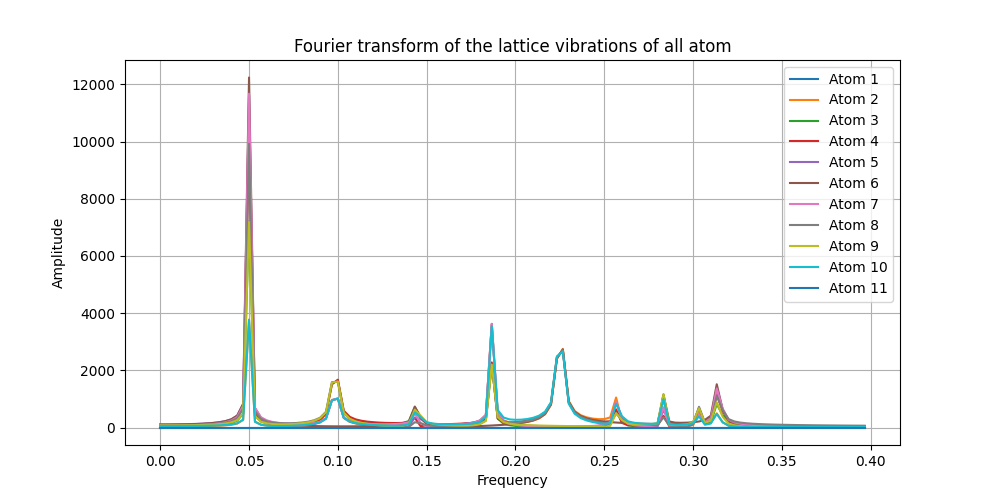 Fourier transform of the lattice vibrations of all atom
12000
10000
8000
6000
4000
2000
0
Amplitude
0.00 0.05 0.10 0.15 0.20 0.25 0.30 0.35 0.40
Frequency
Atom 1
Atom 2
Atom 3
Atom 4
Atom 5
Atom 6
Atom 7
Atom 8
Atom 9
Atom 10
Atom 11